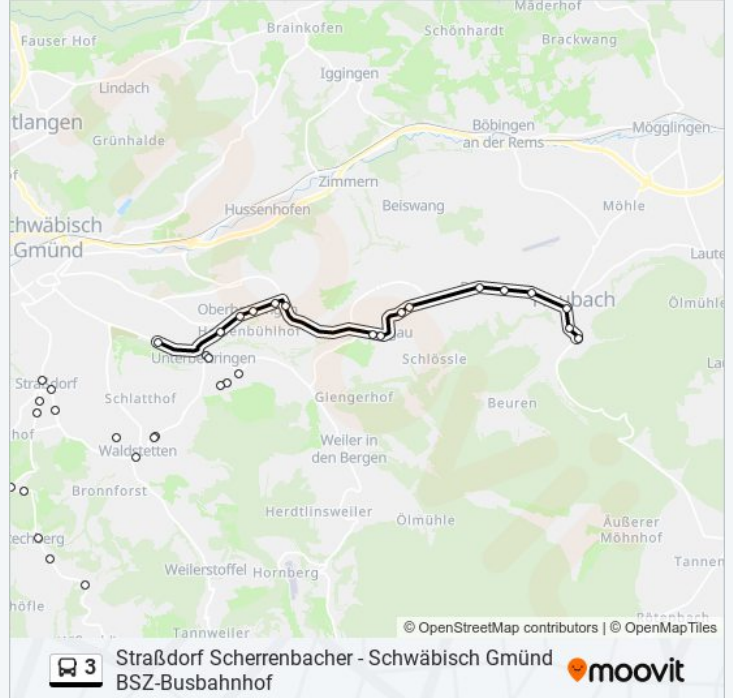 Mäderhof
Brainkofen
Schönhardt
Fauser Hof
Brackwang
Iggingen
Lindach
tlangen
Böbingen
an der Rems
Mögglingen
Grünhalde
Zimmern
Hussenhofen
Beiswang
Möhle
chwäbisch
Gmünd
Laute
Ölmühle
Schlössle
Unterbettringen
Schlatthof
Glengerhof
Beuren
hof
Waldstetten
Weiler in
den Bergen
Bronnforst
Herdtlinsweiler
Ölmühle
Äußerer
Möhnhof
Tannen
Weilerstoffel
Hornberg
höfle
Tannweiler
© OpenStreetMap contributors | © OpenMapTiles
3
Straßdorf Scherrenbacher - Schwäbisch Gmünd
BSZ-Busbahnhof
moovit